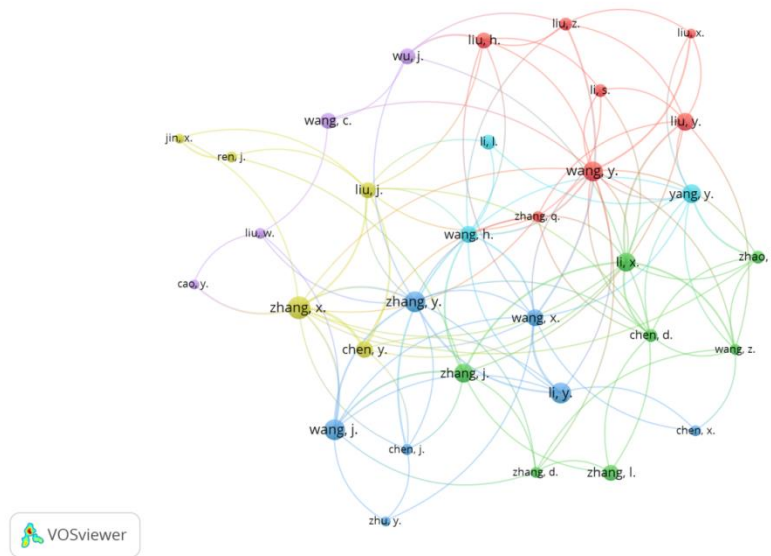 liu, z.
liu, x.
liu, h.
wu, j.
li, s.
wang, c.
liu, y.
jin, x.
li, l.
ren, j.
wang, y.
liu, j.
yang, y.
zhang, q.
liu, w.
wang, h.
zhao,
li, x.
cao, y.
zhang, x.
zhang, y.
wang, x.
chen, d.
chen, y.
wang, z.
zhang, j.
li, y.
wang, j.
chen, x.
chen, j.
zhang, d.
zhang, l.
zhu, y.
VOSviewer